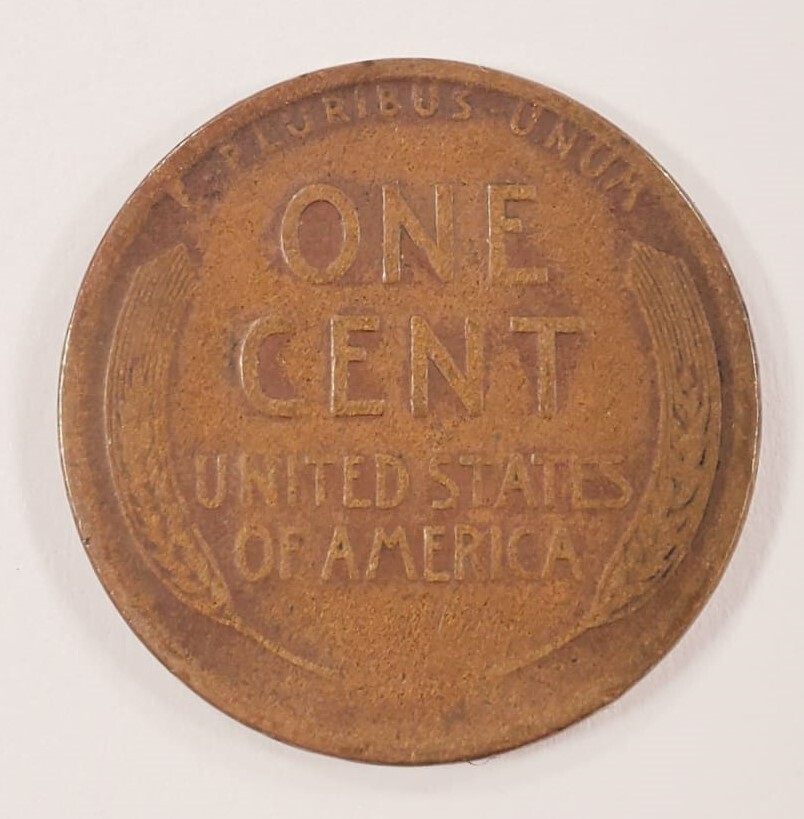 E·PLURIBUS·UNUM
ONE
CENT
UNITED STATES
OF AMERICA